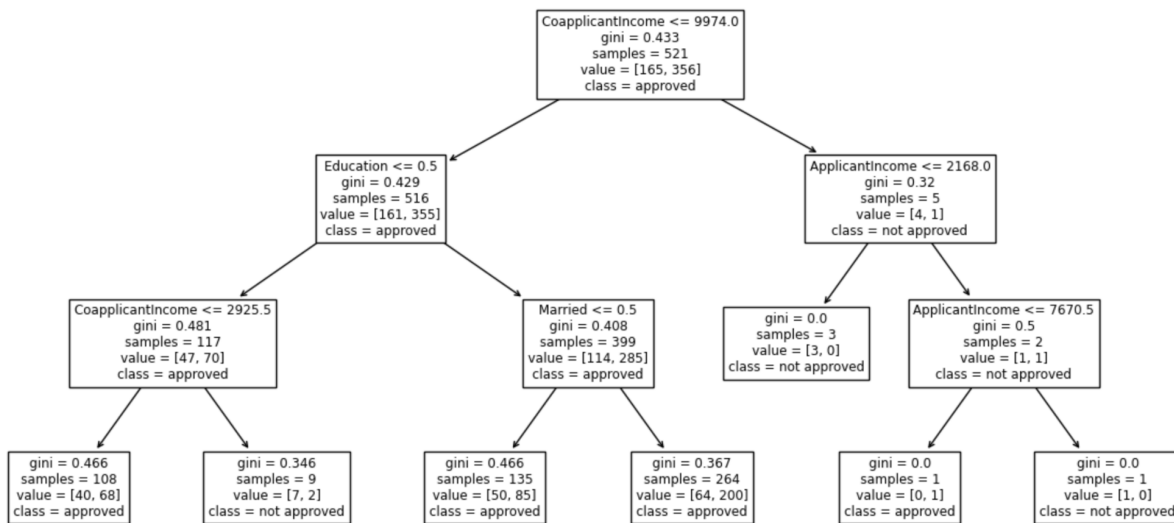 CoapplicantIncome <= 9974.0
gini = 0.433
samples = 521
value = [165, 356]
class = approved
Education <= 0.5
gini = 0.429
samples = 516
value = [161, 355]
class = approved
ApplicantIncome <= 2168.0
gini = 0.32
samples = 5
value = [4, 1]
class = not approved
CoapplicantIncome <= 2925.5
gini = 0.481
samples = 117
value = [47, 70]
class = approved
Married <= 0.5
gini = 0.408
samples = 399
value = [114, 285]
class = approved
gini = 0.0
samples = 3
value = [3, 0]
class = not approved
ApplicantIncome <= 7670.5
gini = 0.5
samples = 2
value = [1, 1]
class = not approved
gini = 0.466
samples = 108
value = [40, 68]
class = approved
gini = 0.346
samples = 9
value = [7, 2]
class = not approved
gini = 0.466
samples = 135
value = [50, 85]
class = approved
gini = 0.367
samples = 264
value = [64, 200]
class = approved
gini = 0.0
samples = 1
value = [0, 1]
class = approved
gini = 0.0
samples = 1
value = [1, 0]
class = not approved